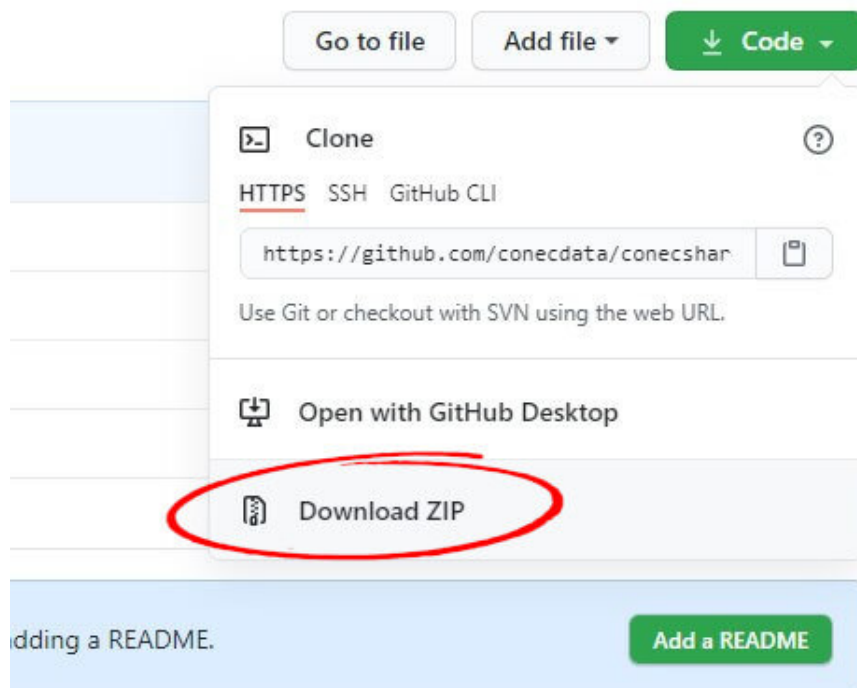 Go to file Add file Code
Clone
HTTPS SSH GitHub CLI
https://github.com/conecdata/conecshar
Use Git or checkout with SVN using the web URL.
Open with GitHub Desktop
Download ZIP
adding a README. Add a README